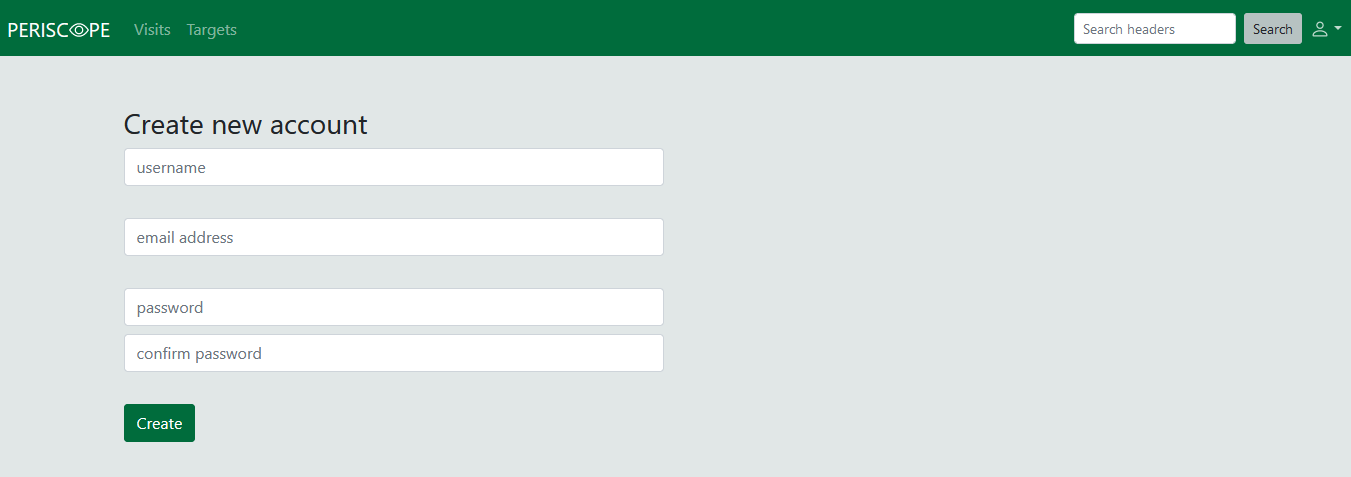 PERISCOPE Visits Targets Search headers Search
Create new account
username
email address
password
confirm password
Create